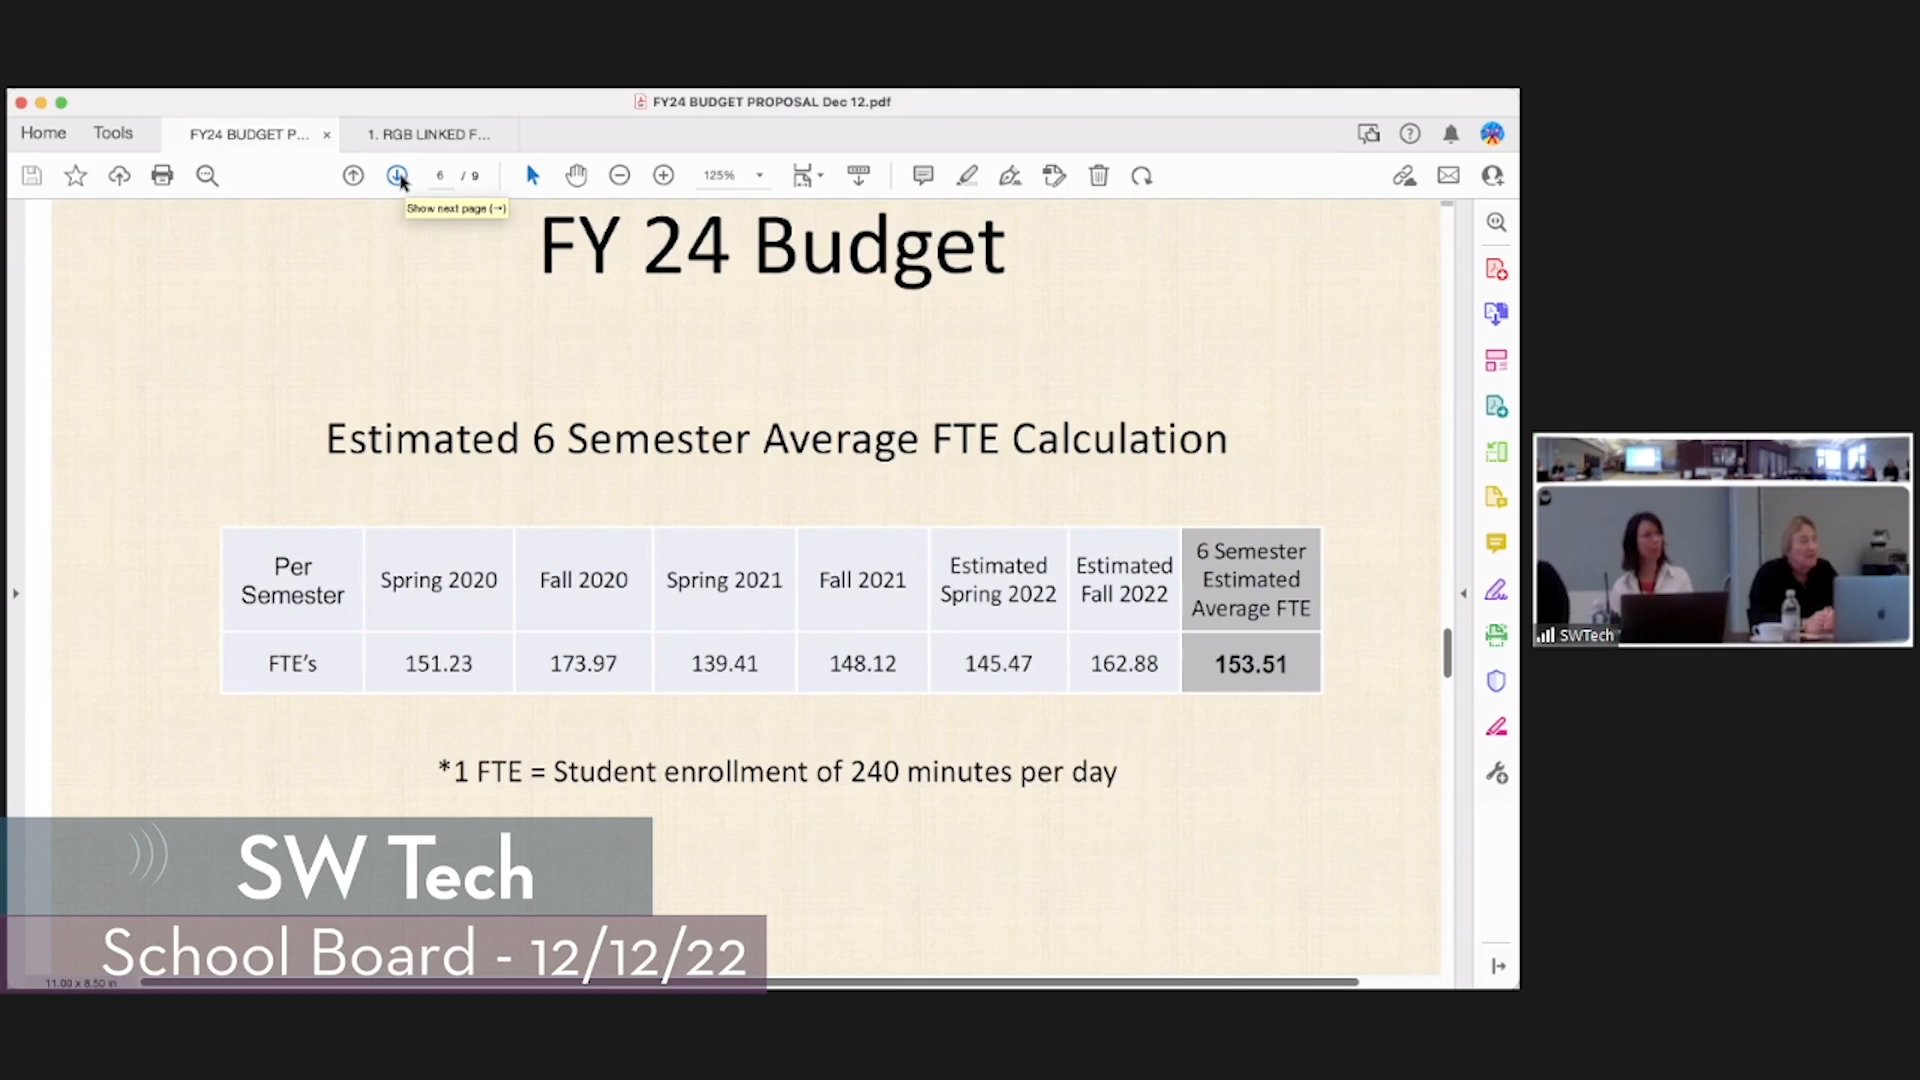 FY24 BUDGET PROPOSAL Dec 12.pdf
Home Tools FY24 BUDGET P... × 1. RGB LINKED F...
6 / 9 125%
Show next page (→)
FY 24 Budget
Estimated 6 Semester Average FTE Calculation
Per Semester Spring 2020 Fall 2020 Spring 2021 Fall 2021 Estimated Spring 2022 Estimated Fall 2022 6 Semester Estimated Average FTE
FTE's 151.23 173.97 139.41 148.12 145.47 162.88 153.51
*1 FTE = Student enrollment of 240 minutes per day
SWTech
SW Tech
School Board - 12/12/22
11.00 x 8.50 in